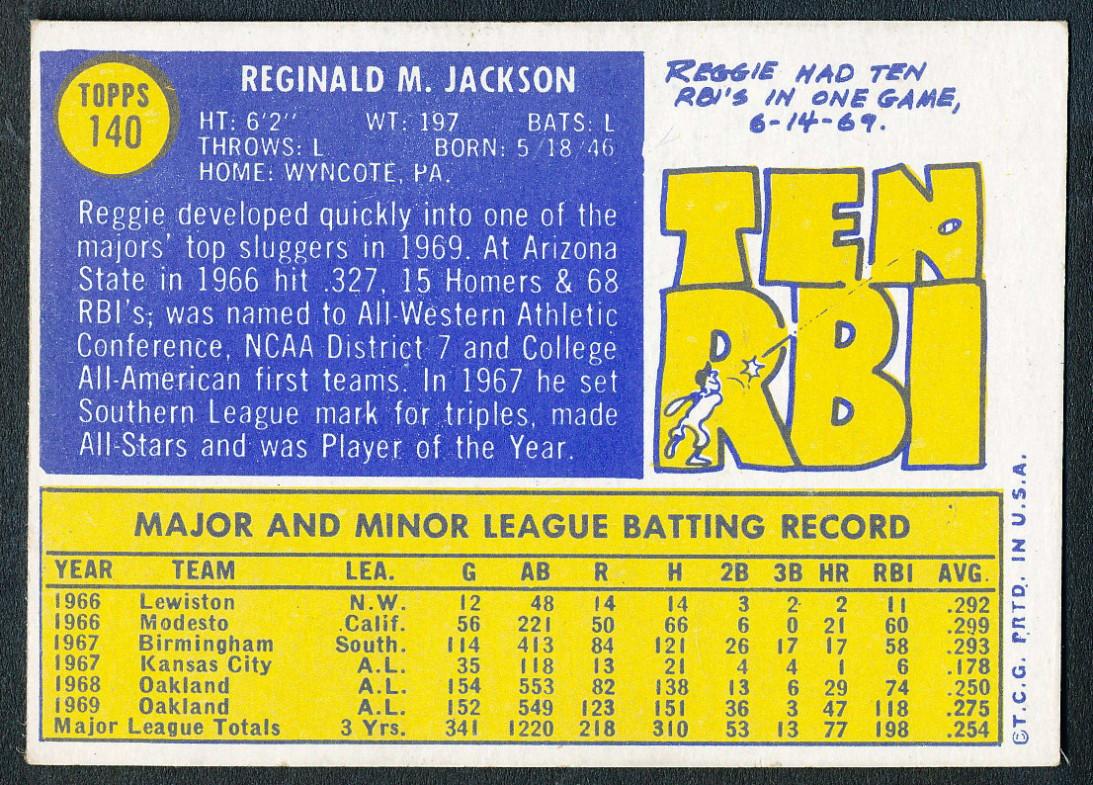 TOPPS
140
REGINALD M. JACKSON
HT: 6'2'' WT: 197 BATS: L
THROWS: L BORN: 5/18/46
HOME: WYNCOTE, PA.
Reggie developed quickly into one of the
majors' top sluggers in 1969. At Arizona
State in 1966 hit .327, 15 Homers & 68
RBI's; was named to All-Western Athletic
Conference, NCAA District 7 and College
All-American first teams. In 1967 he set
Southern League mark for triples, made
All-Stars and was Player of the Year.
REGGIE HAD TEN
RBI'S IN ONE GAME,
6-14-69.
TEN
RBI
MAJOR AND MINOR LEAGUE BATTING RECORD
YEAR TEAM LEA. G AB R H 2B 3B HR RBI AVG.
1966 Lewiston N.W. 12 48 14 14 3 2 2 11 .292
1966 Modesto Calif. 56 221 50 66 6 0 21 60 .299
1967 Birmingham South. 114 413 84 121 26 17 17 58 .293
1967 Kansas City A.L. 35 118 13 21 4 4 1 6 .178
1968 Oakland A.L. 154 553 82 138 13 6 29 74 .250
1969 Oakland A.L. 152 549 123 151 36 3 47 118 .275
Major League Totals 3 Yrs. 341 1220 218 310 53 13 77 198 .254
©T.C.G. PRTD. IN U.S.A.